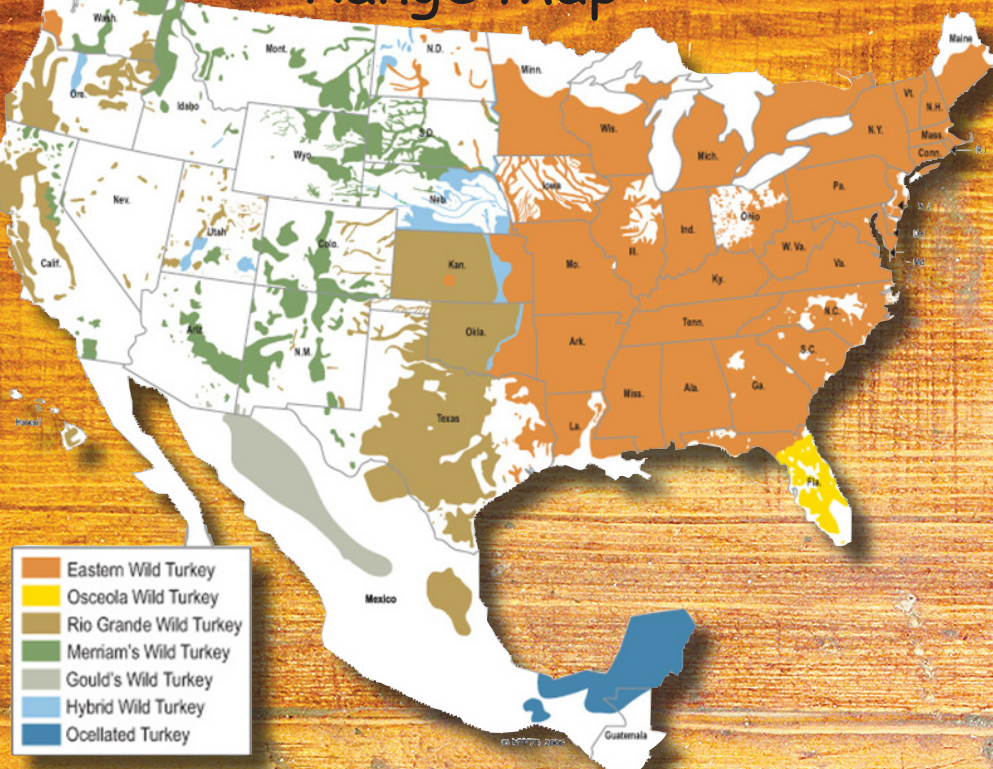 Range Map
Wash.
Mont.
N.D.
Minn.
Maine
Ore.
Idaho
S.D.
Wis.
Mich.
N.Y.
Vt.
N.H.
Mass.
Conn.
R.I.
Wyo.
Iowa
Neb.
Nev.
Utah
Colo.
Calif.
Kan.
Mo.
Ill.
Ind.
Ohio
Pa.
W. Va.
Va.
Ky.
Ariz.
N.M.
Okla.
Ark.
Tenn.
N.C.
S.C.
Texas
La.
Miss.
Ala.
Ga.
Fla.
Hawaii
Mexico
Guatemala
Eastern Wild Turkey
Osceola Wild Turkey
Rio Grande Wild Turkey
Merriam's Wild Turkey
Gould's Wild Turkey
Hybrid Wild Turkey
Ocellated Turkey